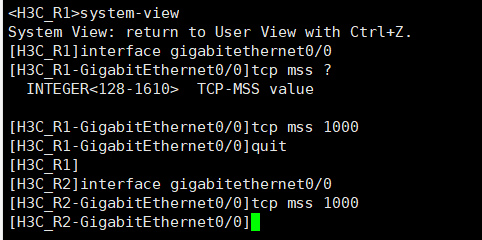 <H3C_R1>system-view
System View: return to User View with Ctrl+Z.
[H3C_R1]interface gigabitethernet0/0
[H3C_R1-GigabitEthernet0/0]tcp mss ?
  INTEGER<128-1610>  TCP-MSS value

[H3C_R1-GigabitEthernet0/0]tcp mss 1000
[H3C_R1-GigabitEthernet0/0]quit
[H3C_R1]
[H3C_R2]interface gigabitethernet0/0
[H3C_R2-GigabitEthernet0/0]tcp mss 1000
[H3C_R2-GigabitEthernet0/0]